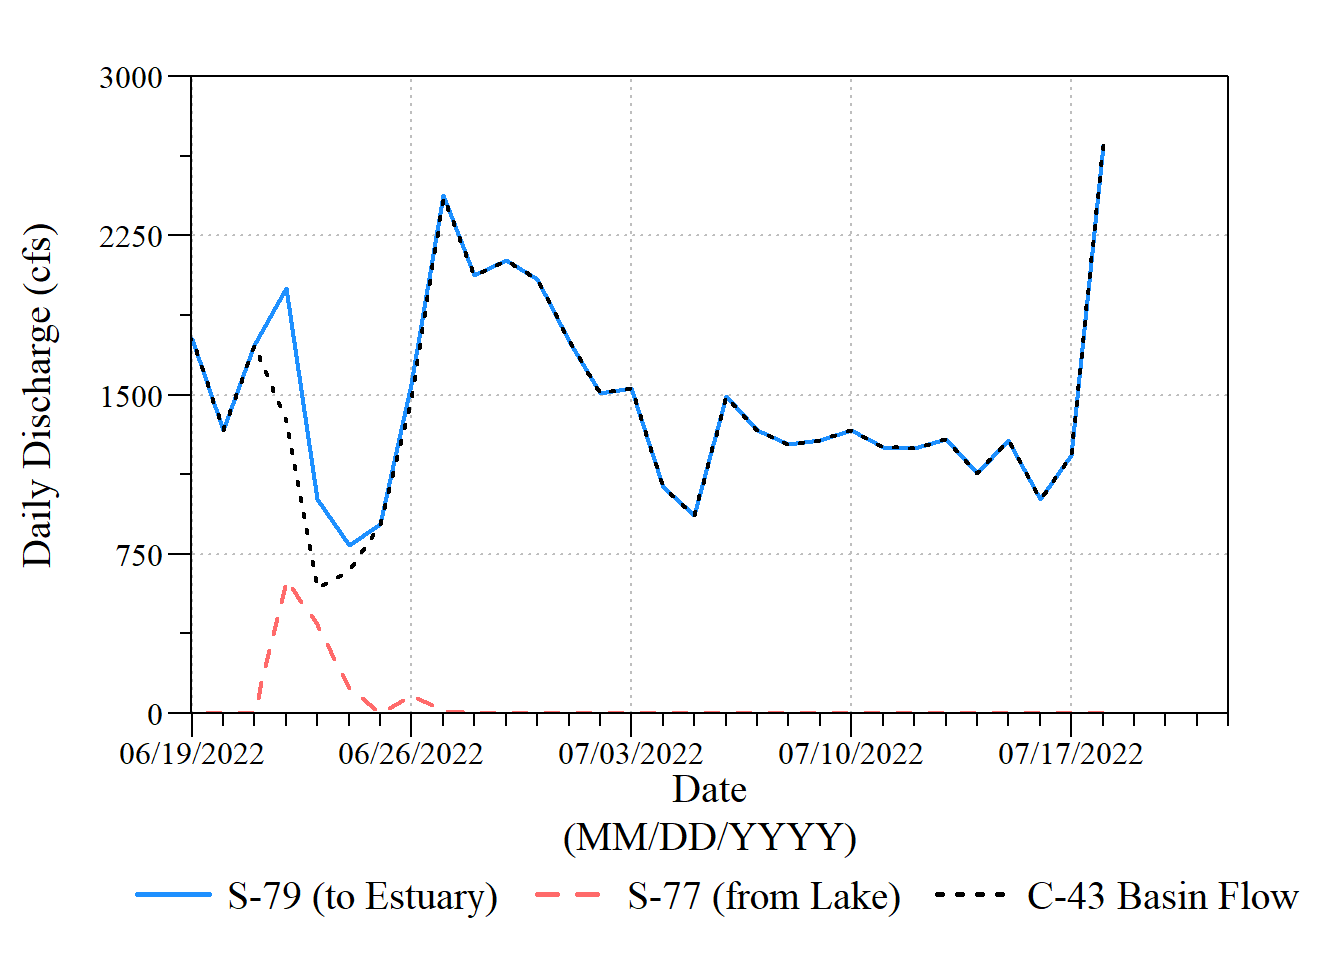 3000
2250
1500
750
0
Daily Discharge (cfs)
06/19/2022 06/26/2022 07/03/2022 07/10/2022 07/17/2022
Date
(MM/DD/YYYY)
S-79 (to Estuary) S-77 (from Lake) C-43 Basin Flow